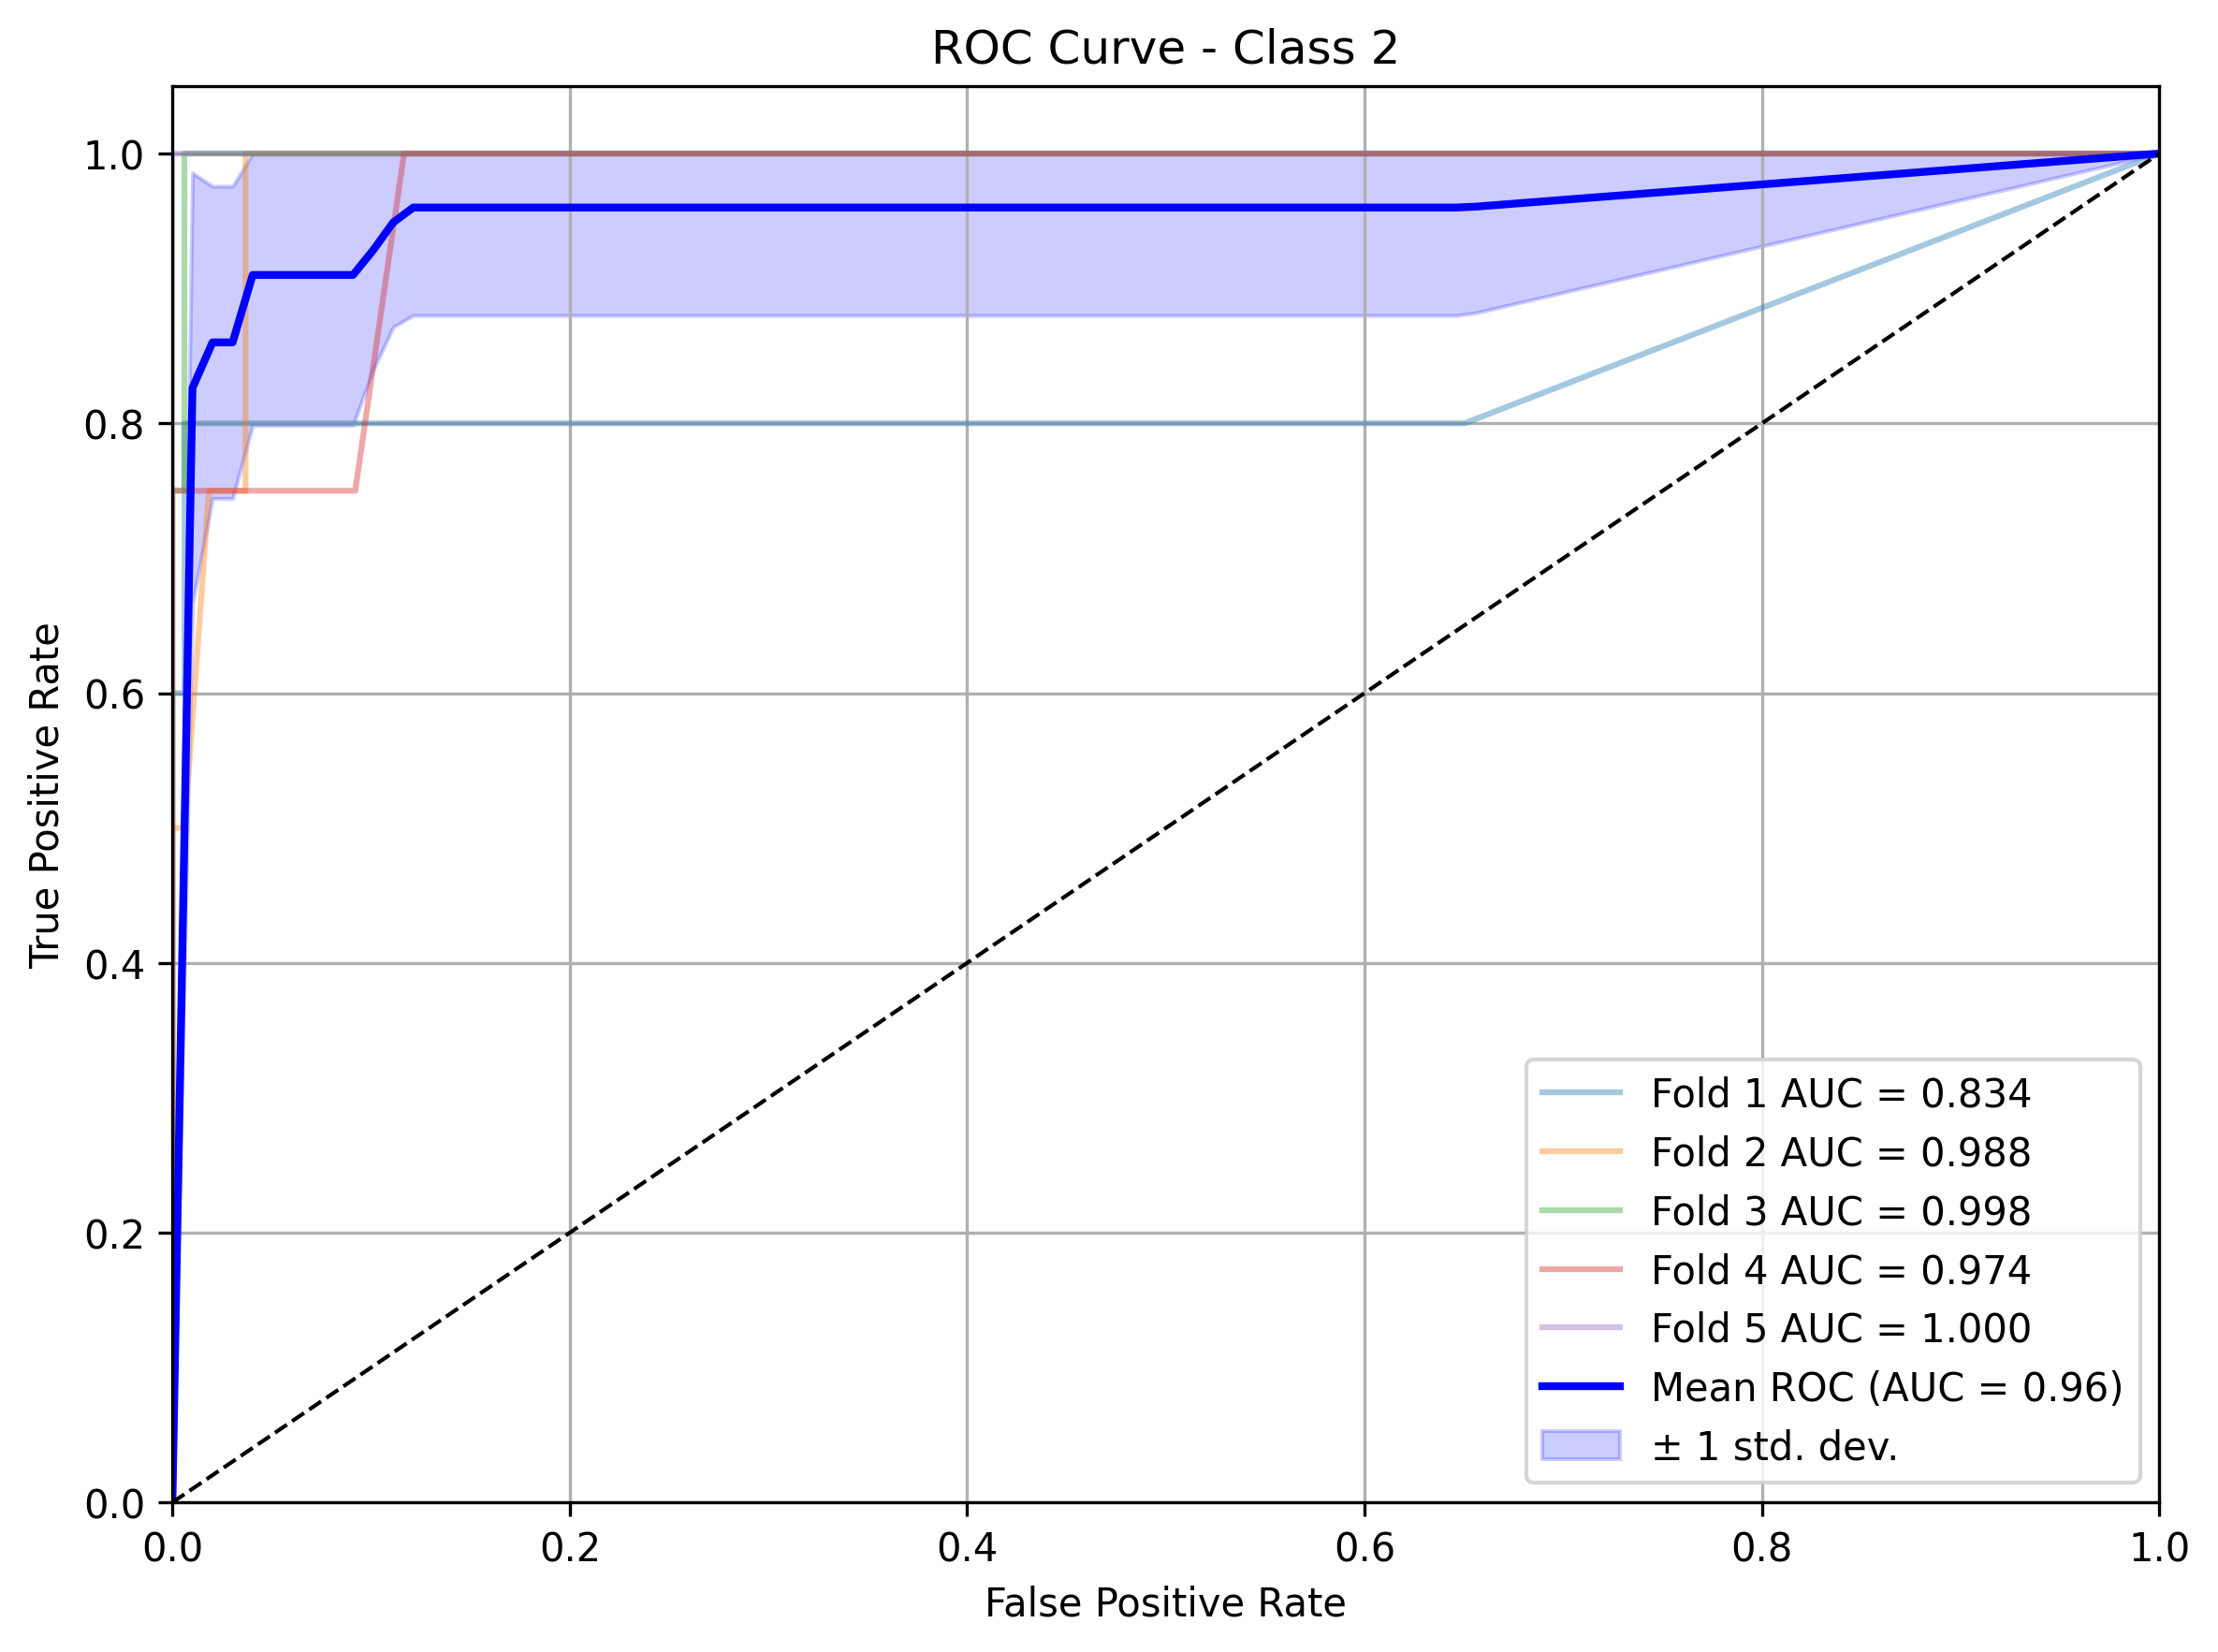 ROC Curve - Class 2
True Positive Rate
1.0
0.8
0.6
0.4
0.2
0.0
0.0 0.2 0.4 0.6 0.8 1.0
False Positive Rate
Fold 1 AUC = 0.834
Fold 2 AUC = 0.988
Fold 3 AUC = 0.998
Fold 4 AUC = 0.974
Fold 5 AUC = 1.000
Mean ROC (AUC = 0.96)
± 1 std. dev.